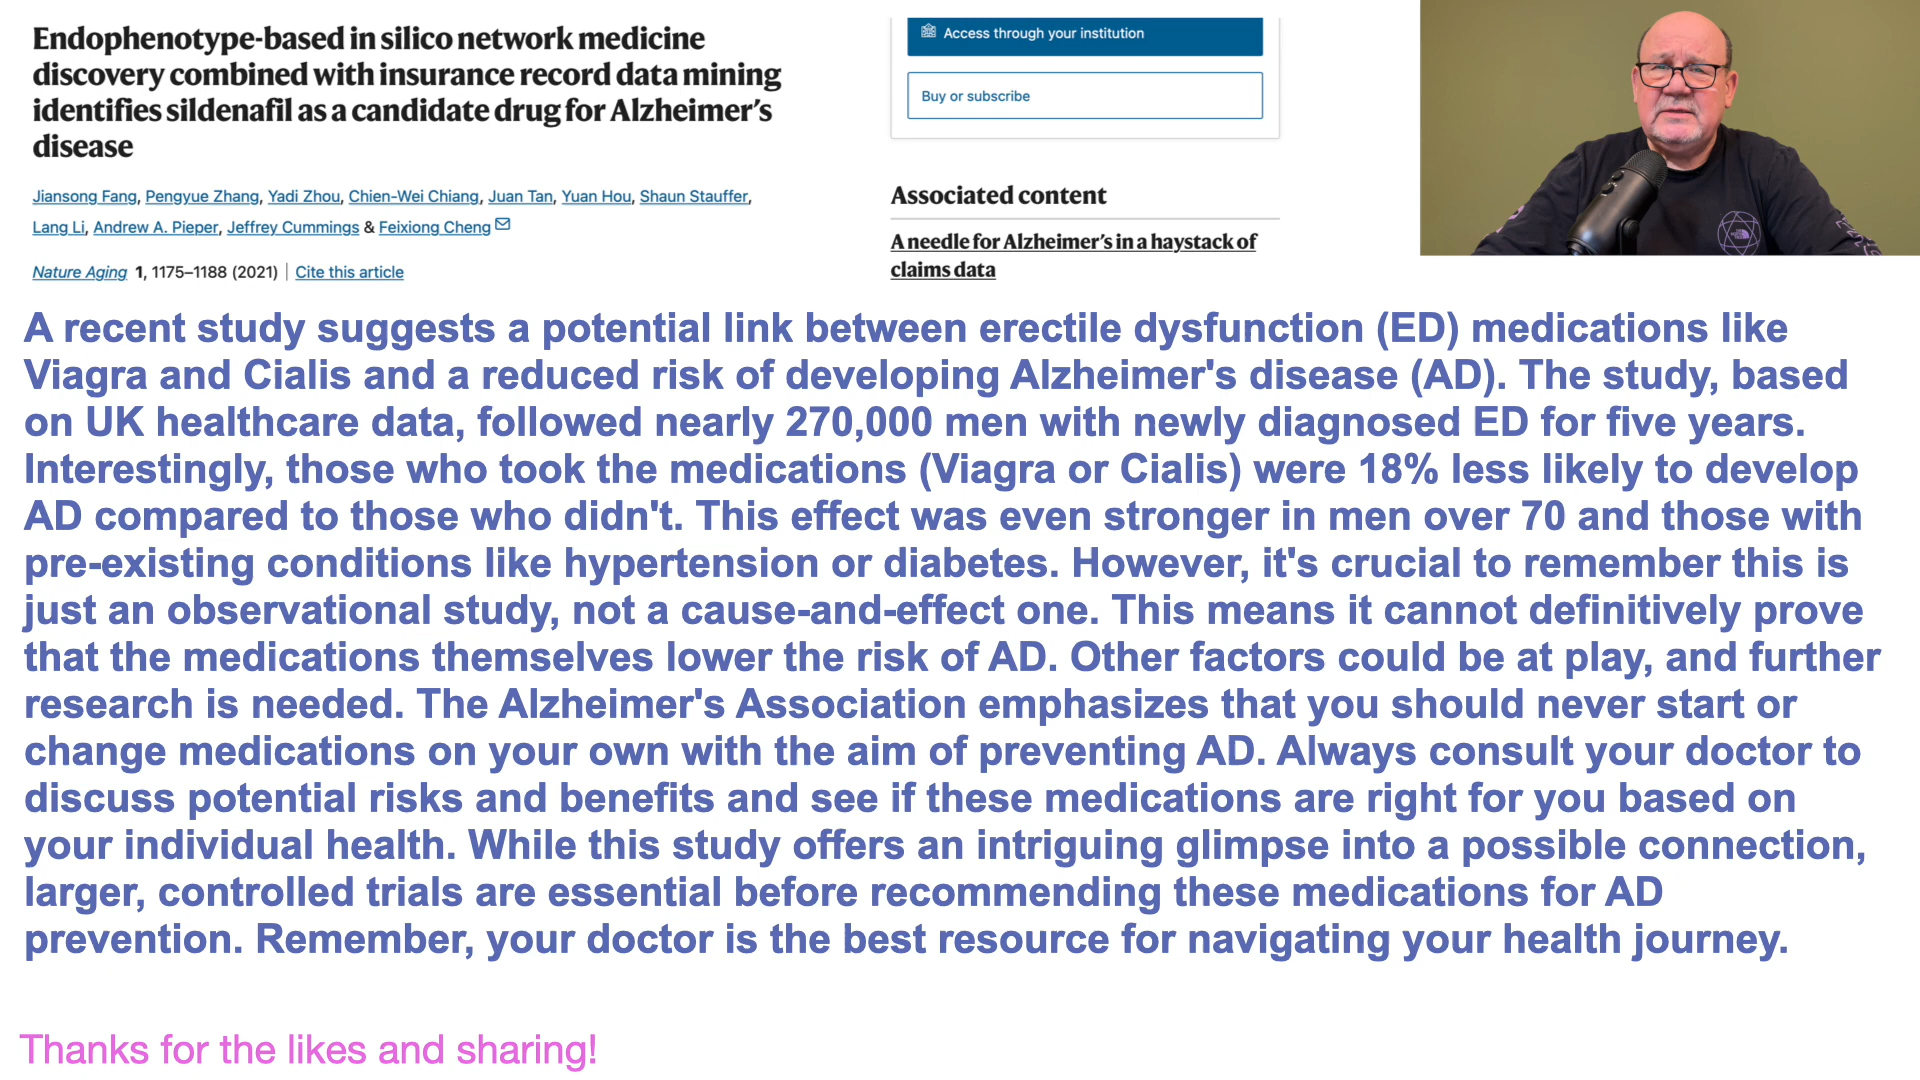 Endophenotype-based in silico network medicine
discovery combined with insurance record data mining
identifies sildenafil as a candidate drug for Alzheimer’s
disease
Jiansong Fang, Pengyue Zhang, Yadi Zhou, Chien-Wei Chiang, Juan Tan, Yuan Hou, Shaun Stauffer,
Lang Li, Andrew A. Pieper, Jeffrey Cummings & Feixiong Cheng
Nature Aging 1, 1175–1188 (2021) | Cite this article
Access through your institution
Buy or subscribe
Associated content
A needle for Alzheimer’s in a haystack of
claims data
A recent study suggests a potential link between erectile dysfunction (ED) medications like
Viagra and Cialis and a reduced risk of developing Alzheimer's disease (AD). The study, based
on UK healthcare data, followed nearly 270,000 men with newly diagnosed ED for five years.
Interestingly, those who took the medications (Viagra or Cialis) were 18% less likely to develop
AD compared to those who didn't. This effect was even stronger in men over 70 and those with
pre-existing conditions like hypertension or diabetes. However, it's crucial to remember this is
just an observational study, not a cause-and-effect one. This means it cannot definitively prove
that the medications themselves lower the risk of AD. Other factors could be at play, and further
research is needed. The Alzheimer's Association emphasizes that you should never start or
change medications on your own with the aim of preventing AD. Always consult your doctor to
discuss potential risks and benefits and see if these medications are right for you based on
your individual health. While this study offers an intriguing glimpse into a possible connection,
larger, controlled trials are essential before recommending these medications for AD
prevention. Remember, your doctor is the best resource for navigating your health journey.
Thanks for the likes and sharing!